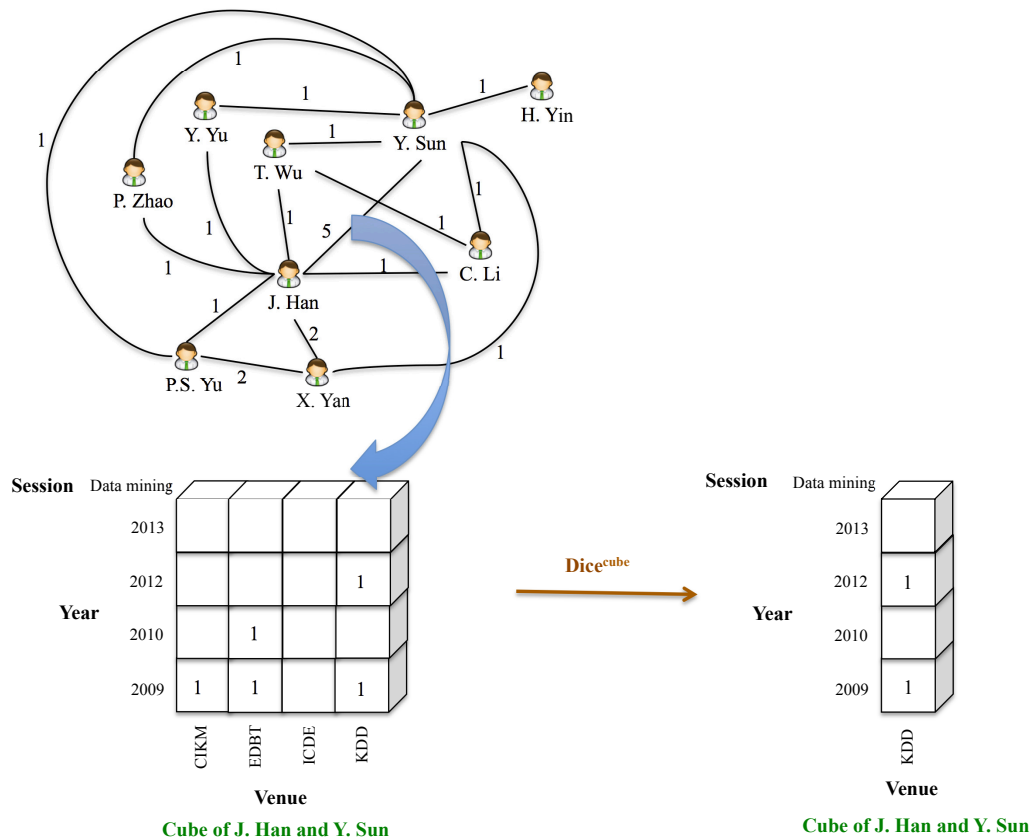 1
1
1
1
H. Yin
Y. Yu
1
Y. Sun
1
T. Wu
P. Zhao
1
1
1
1
5
1
1
C. Li
J. Han
1
2
1
2
P.S. Yu
X. Yan
Session
Data mining
2013
2012
1
Year
2010
1
2009
1
1
1
CIKM
EDBT
ICDE
KDD
Venue
Cube of J. Han and Y. Sun
Dicecube
Session
Data mining
2013
2012
1
Year
2010
2009
1
KDD
Venue
Cube of J. Han and Y. Sun